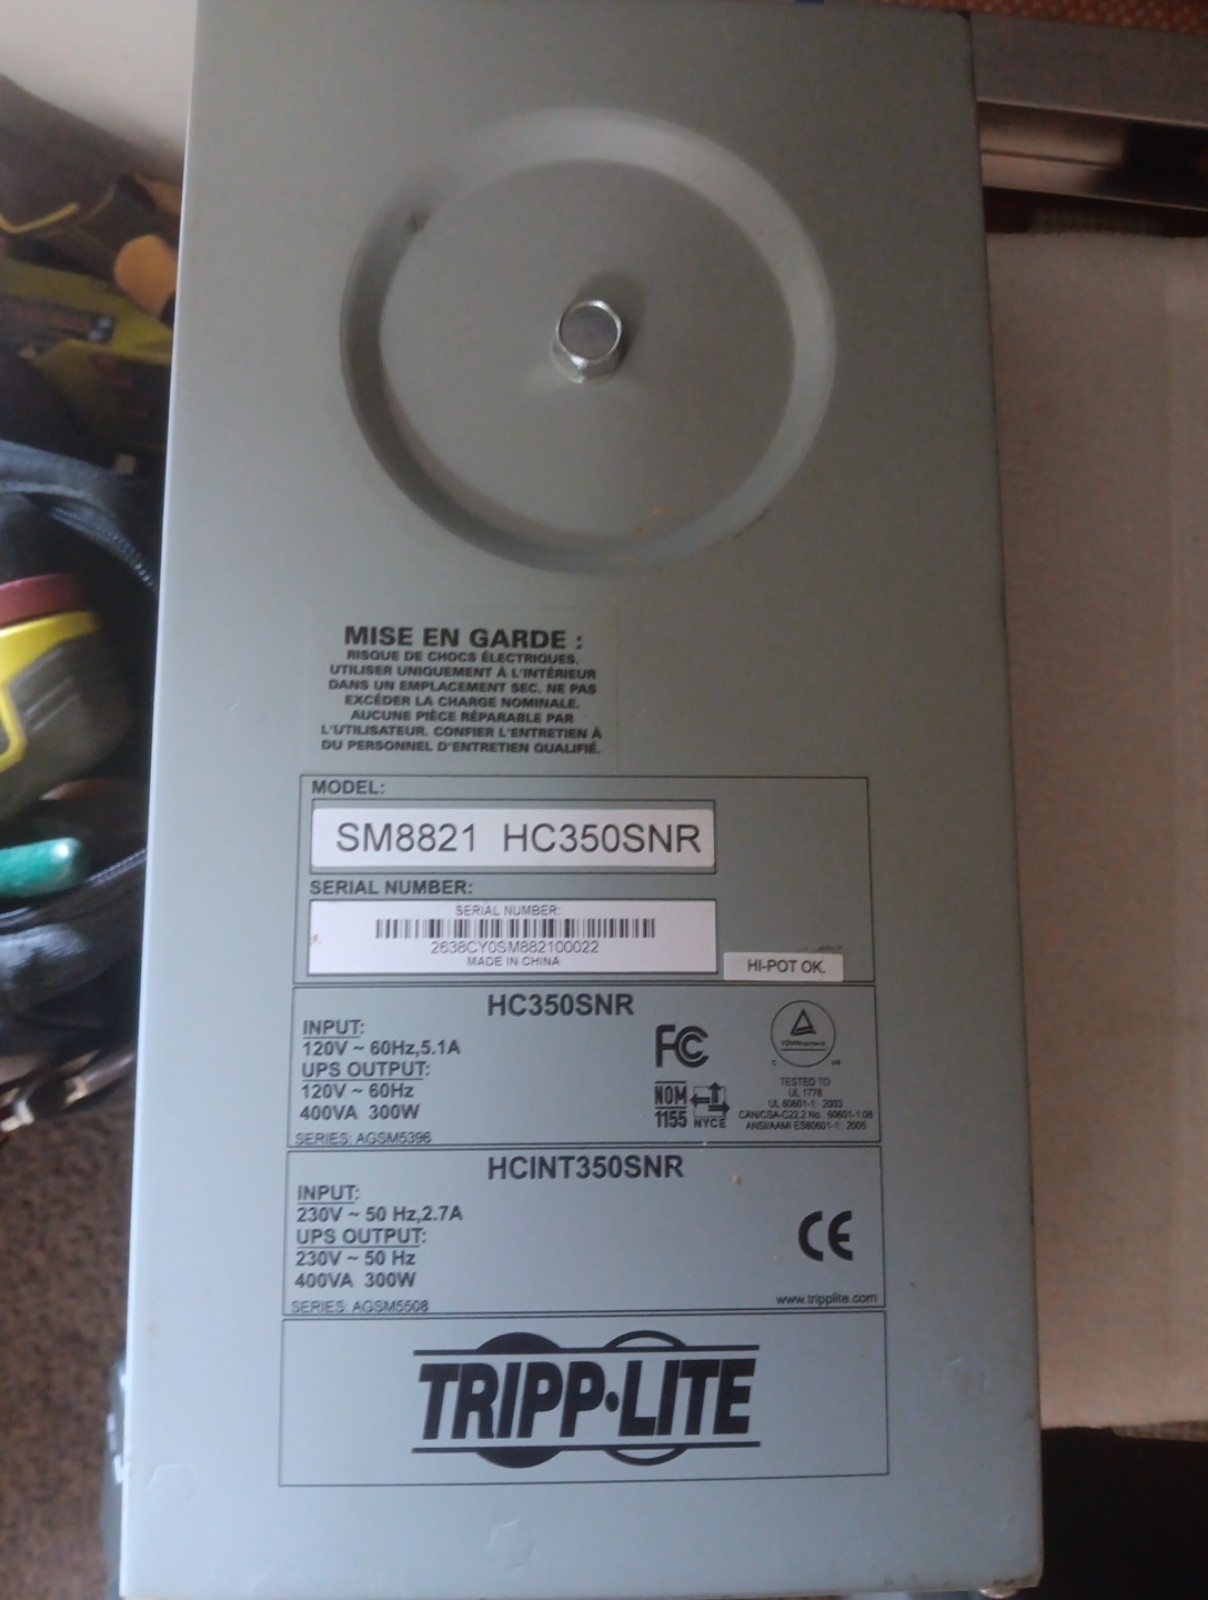 MISE EN GARDE :
RISQUE DE CHOCS ÉLECTRIQUES.
UTILISER UNIQUEMENT À L'INTÉRIEUR
DANS UN EMPLACEMENT SEC. NE PAS
EXCÉDER LA CHARGE NOMINALE.
AUCUNE PIÈCE RÉPARABLE PAR
L'UTILISATEUR. CONFIER L'ENTRETIEN À
DU PERSONNEL D'ENTRETIEN QUALIFIÉ.
MODEL:
SM8821 HC350SNR
SERIAL NUMBER:
SERIAL NUMBER:
2638CY0SM882100022
MADE IN CHINA
HI-POT OK.
HC350SNR
INPUT:
120V ~ 60Hz,5.1A
UPS OUTPUT:
120V ~ 60Hz
400VA 300W
SERIES: AGSM5396
FC
NOM
1155 NYCE
TÜVRheinland
C US
TESTED TO
UL 1778
UL 60601-1: 2003
CAN/CSA-C22.2 No. 60601-1:08
ANSI/AAMI ES60601-1: 2005
HCINT350SNR
INPUT:
230V ~ 50 Hz,2.7A
UPS OUTPUT:
230V ~ 50 Hz
400VA 300W
SERIES: AGSM5508
CE
www.tripplite.com
TRIPP·LITE